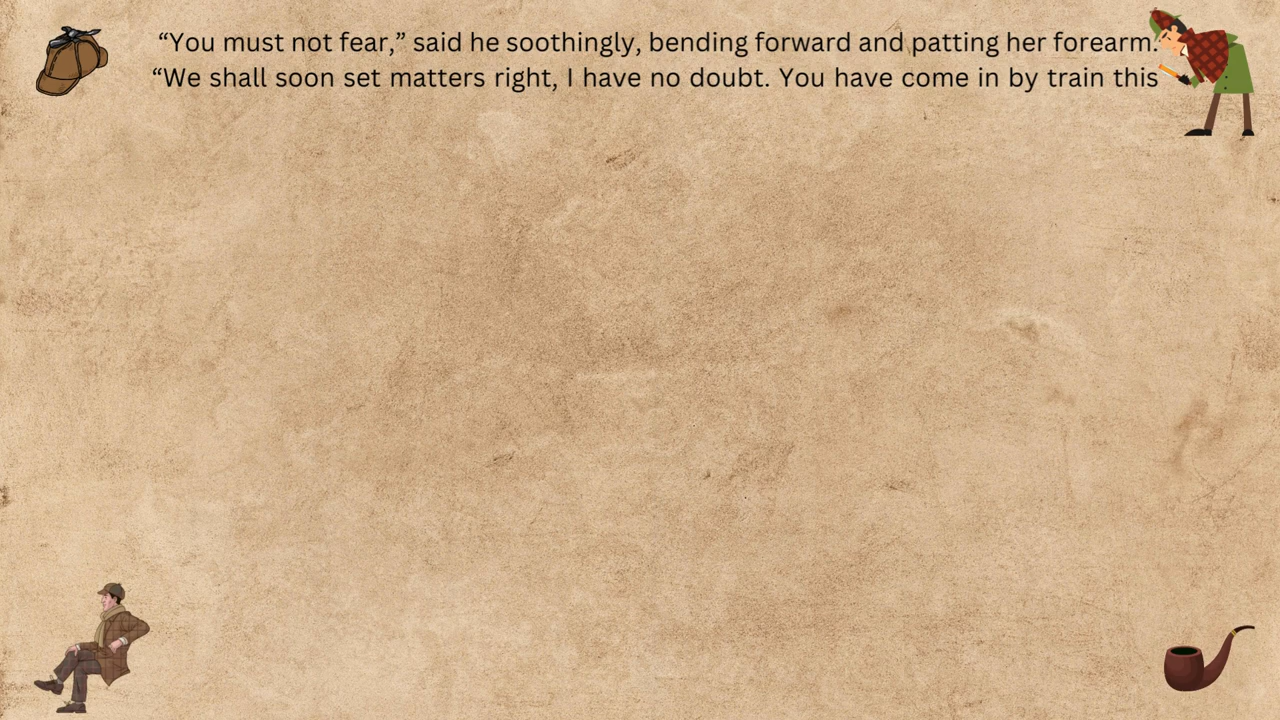 “You must not fear,” said he soothingly, bending forward and patting her forearm.
“We shall soon set matters right, I have no doubt. You have come in by train this